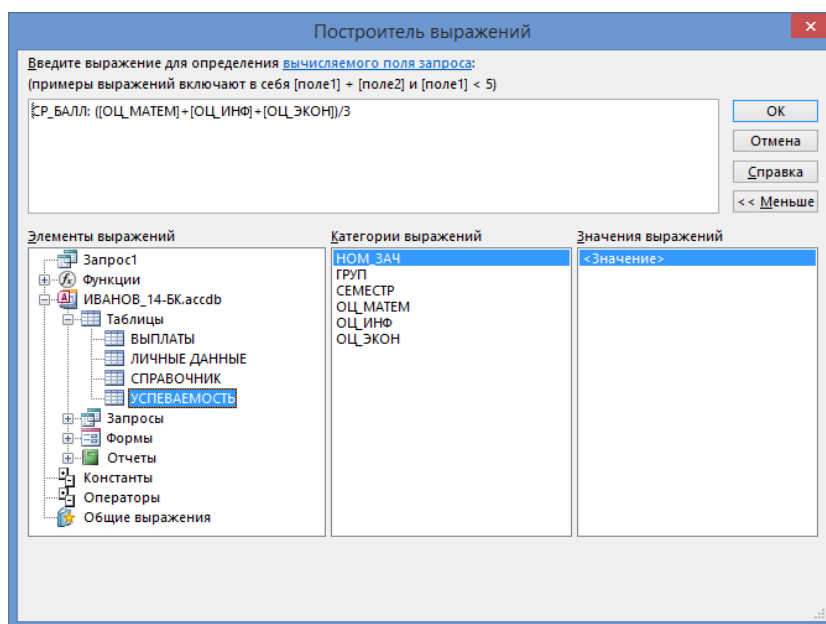 Построитель выражений
Введите выражение для определения вычисляемого поля запроса:
(примеры выражений включают в себя [поле1] + [поле2] и [поле1] < 5)
СР_БАЛЛ: ([ОЦ_МАТЕМ]+[ОЦ_ИНФ]+[ОЦ_ЭКОН])/3
ОК
Отмена
Справка
<< Меньше
Элементы выражений
Запрос1
Функции
ИВАНОВ_14-БК.accdb
Таблицы
ВЫПЛАТЫ
ЛИЧНЫЕ ДАННЫЕ
СПРАВОЧНИК
УСПЕВАЕМОСТЬ
Запросы
Формы
Отчеты
Константы
Операторы
Общие выражения
Категории выражений
НОМ_ЗАЧ
ГРУП
СЕМЕСТР
ОЦ_МАТЕМ
ОЦ_ИНФ
ОЦ_ЭКОН
Значения выражений
<Значение>